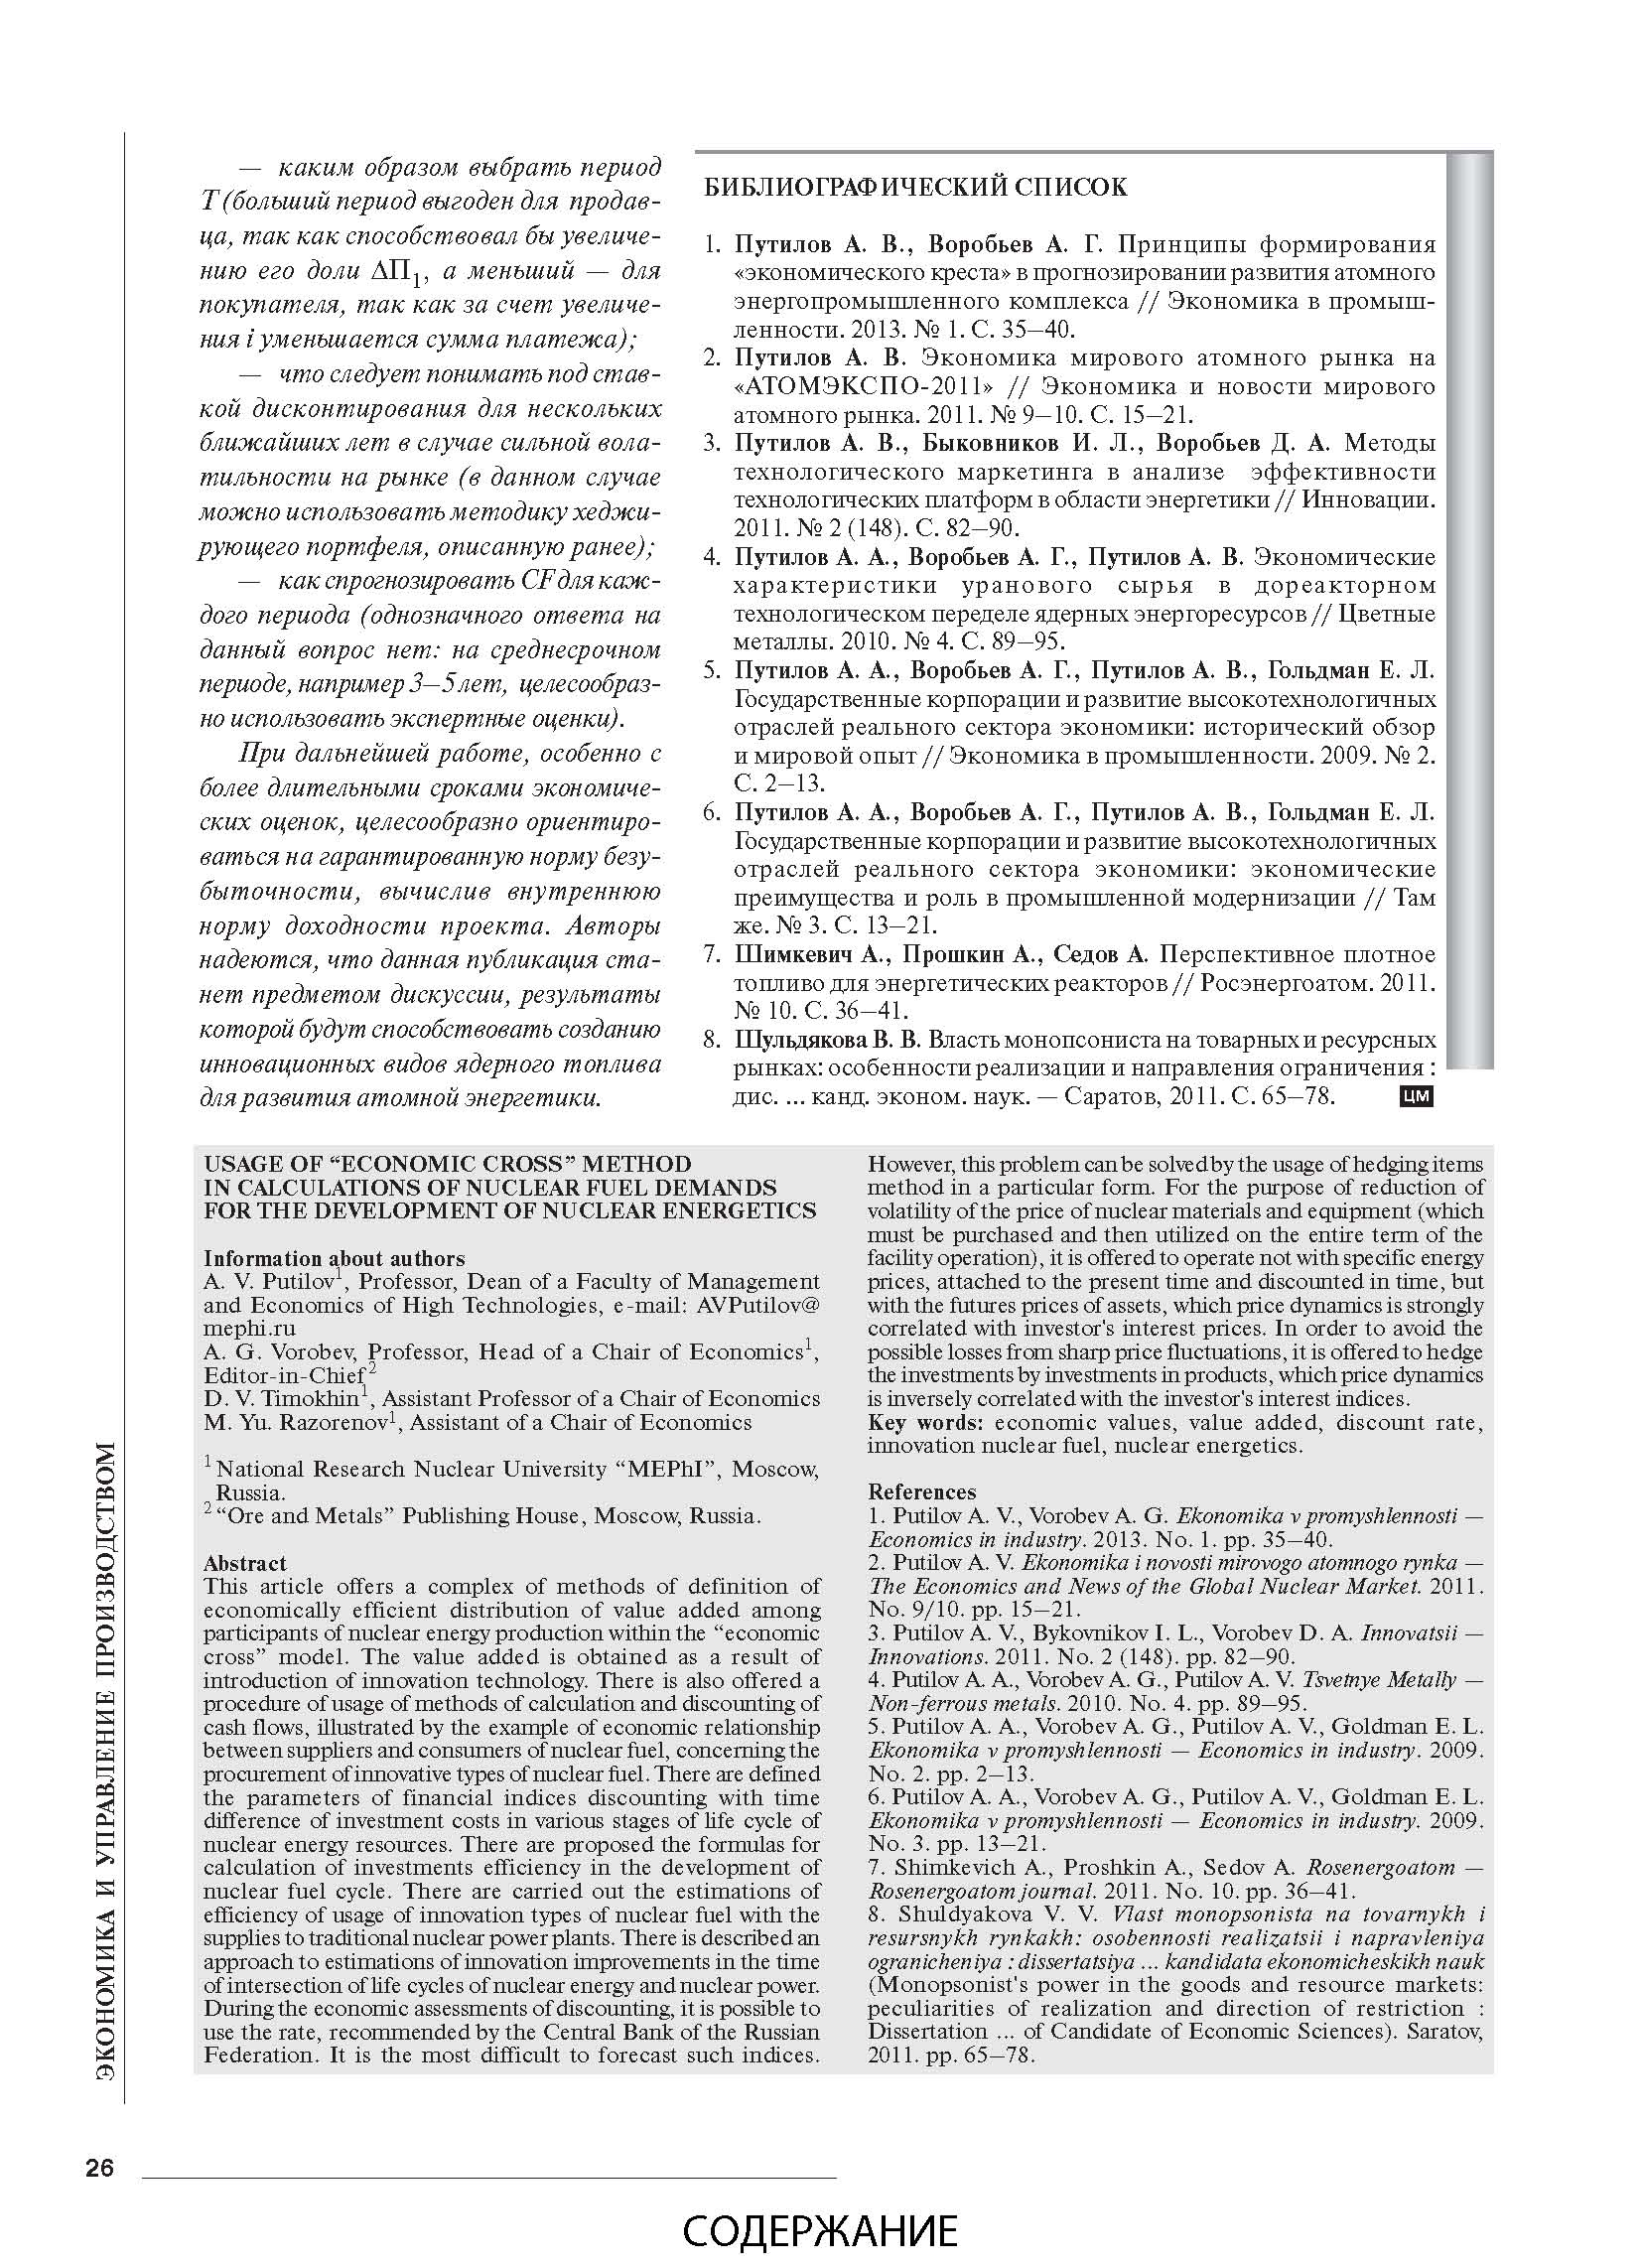 — каким образом выбрать период
Т (больший период выгоден для продав-
ца, так как способствовал бы увеличе-
нию его доли ΔП1, а меньший — для
покупателя, так как за счет увеличе-
ния i уменьшается сумма платежа);
— что следует понимать под став-
кой дисконтирования для нескольких
ближайших лет в случае сильной вола-
тильности на рынке (в данном случае
можно использовать методику хеджи-
рующего портфеля, описанную ранее);
— как спрогнозировать CF для каж-
дого периода (однозначного ответа на
данный вопрос нет: на среднесрочном
периоде, например 3—5 лет, целесообраз-
но использовать экспертные оценки).
При дальнейшей работе, особенно с
более длительными сроками экономиче-
ских оценок, целесообразно ориентиро-
ваться на гарантированную норму безу-
быточности, вычислив внутреннюю
норму доходности проекта. Авторы
надеются, что данная публикация ста-
нет предметом дискуссии, результаты
которой будут способствовать созданию
инновационных видов ядерного топлива
для развития атомной энергетики.
БИБЛИОГРАФИЧЕСКИЙ СПИСОК
1. Путилов А. В., Воробьев А. Г. Принципы формирования
«экономического креста» в прогнозировании развития атомного
энергопромышленного комплекса // Экономика в промыш-
ленности. 2013. № 1. С. 35—40.
2. Путилов А. В. Экономика мирового атомного рынка на
«АТОМЭКСПО-2011» // Экономика и новости мирового
атомного рынка. 2011. № 9—10. С. 15—21.
3. Путилов А. В., Быковников И. Л., Воробьев Д. А. Методы
технологического маркетинга в анализе эффективности
технологических платформ в области энергетики // Инновации.
2011. № 2 (148). С. 82—90.
4. Путилов А. А., Воробьев А. Г., Путилов А. В. Экономические
характеристики уранового сырья в дореакторном
технологическом переделе ядерных энергоресурсов // Цветные
металлы. 2010. № 4. С. 89—95.
5. Путилов А. А., Воробьев А. Г., Путилов А. В., Гольдман Е. Л.
Государственные корпорации и развитие высокотехнологичных
отраслей реального сектора экономики: исторический обзор
и мировой опыт // Экономика в промышленности. 2009. № 2.
С. 2—13.
6. Путилов А. А., Воробьев А. Г., Путилов А. В., Гольдман Е. Л.
Государственные корпорации и развитие высокотехнологичных
отраслей реального сектора экономики: экономические
преимущества и роль в промышленной модернизации // Там
же. № 3. С. 13—21.
7. Шимкевич А., Прошкин А., Седов А. Перспективное плотное
топливо для энергетических реакторов // Росэнергоатом. 2011.
№ 10. С. 36—41.
8. Шульдякова В. В. Власть монопсониста на товарных и ресурсных
рынках: особенности реализации и направления ограничения :
дис. ... канд. эконом. наук. — Саратов, 2011. С. 65—78. ЦМ
USAGE OF “ECONOMIC CROSS” METHOD
IN CALCULATIONS OF NUCLEAR FUEL DEMANDS
FOR THE DEVELOPMENT OF NUCLEAR ENERGETICS
Information about authors
A. V. Putilov1, Professor, Dean of a Faculty of Management
and Economics of High Technologies, e-mail: AVPutilov@
mephi.ru
A. G. Vorobev, Professor, Head of a Chair of Economics1,
Editor-in-Chief2
D. V. Timokhin1, Assistant Professor of a Chair of Economics
M. Yu. Razorenov1, Assistant of a Chair of Economics
1 National Research Nuclear University “MEPhI”, Moscow,
Russia.
2 “Ore and Metals” Publishing House, Moscow, Russia.
Abstract
This article offers a complex of methods of definition of
economically efficient distribution of value added among
participants of nuclear energy production within the “economic
cross” model. The value added is obtained as a result of
introduction of innovation technology. There is also offered a
procedure of usage of methods of calculation and discounting of
cash flows, illustrated by the example of economic relationship
between suppliers and consumers of nuclear fuel, concerning the
procurement of innovative types of nuclear fuel. There are defined
the parameters of financial indices discounting with time
difference of investment costs in various stages of life cycle of
nuclear energy resources. There are proposed the formulas for
calculation of investments efficiency in the development of
nuclear fuel cycle. There are carried out the estimations of
efficiency of usage of innovation types of nuclear fuel with the
supplies to traditional nuclear power plants. There is described an
approach to estimations of innovation improvements in the time
of intersection of life cycles of nuclear energy and nuclear power.
During the economic assessments of discounting, it is possible to
use the rate, recommended by the Central Bank of the Russian
Federation. It is the most difficult to forecast such indices.
However, this problem can be solved by the usage of hedging items
method in a particular form. For the purpose of reduction of
volatility of the price of nuclear materials and equipment (which
must be purchased and then utilized on the entire term of the
facility operation), it is offered to operate not with specific energy
prices, attached to the present time and discounted in time, but
with the futures prices of assets, which price dynamics is strongly
correlated with investor's interest prices. In order to avoid the
possible losses from sharp price fluctuations, it is offered to hedge
the investments by investments in products, which price dynamics
is inversely correlated with the investor's interest indices.
Key words: economic values, value added, discount rate,
innovation nuclear fuel, nuclear energetics.
References
1. Putilov A. V., Vorobev A. G. Ekonomika v promyshlennosti —
Economics in industry. 2013. No. 1. pp. 35—40.
2. Putilov A. V. Ekonomika i novosti mirovogo atomnogo rynka —
The Economics and News of the Global Nuclear Market. 2011.
No. 9/10. pp. 15—21.
3. Putilov A. V., Bykovnikov I. L., Vorobev D. A. Innovatsii —
Innovations. 2011. No. 2 (148). pp. 82—90.
4. Putilov A. A., Vorobev A. G., Putilov A. V. Tsvetnye Metally —
Non-ferrous metals. 2010. No. 4. pp. 89—95.
5. Putilov A. A., Vorobev A. G., Putilov A. V., Goldman E. L.
Ekonomika v promyshlennosti — Economics in industry. 2009.
No. 2. pp. 2—13.
6. Putilov A. A., Vorobev A. G., Putilov A. V., Goldman E. L.
Ekonomika v promyshlennosti — Economics in industry. 2009.
No. 3. pp. 13—21.
7. Shimkevich A., Proshkin A., Sedov A. Rosenergoatom —
Rosenergoatom journal. 2011. No. 10. pp. 36—41.
8. Shuldyakova V. V. Vlast monopsonista na tovarnykh i
resursnykh rynkakh: osobennosti realizatsii i napravleniya
ogranicheniya : dissertatsiya ... kandidata ekonomicheskikh nauk
(Monopsonist's power in the goods and resource markets:
peculiarities of realization and direction of restriction :
Dissertation ... of Candidate of Economic Sciences). Saratov,
2011. pp. 65—78.
ЭКОНОМИКА И УПРАВЛЕНИЕ ПРОИЗВОДСТВОМ
26
СОДЕРЖАНИЕ